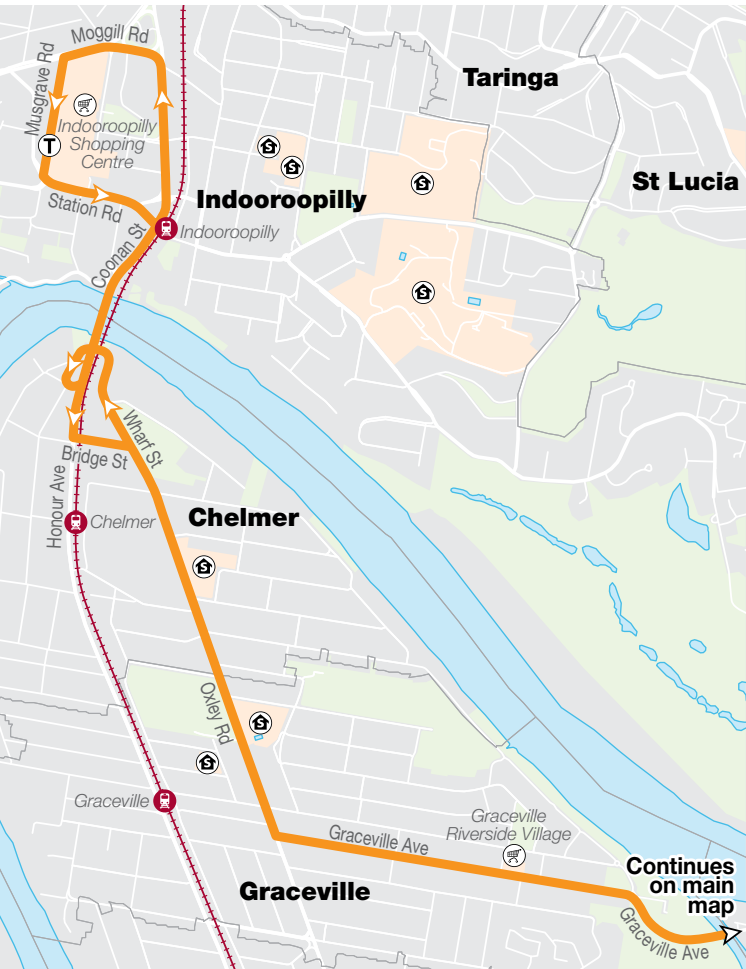 Moggill Rd
Musgrave Rd
Taringa
Indooroopilly
Shopping
Centre
T
S
S
S
St Lucia
Indooroopilly
Station Rd
Indooroopilly
Coonan St
S
Wharf St
Bridge St
Honour Ave
Chelmer
Chelmer
S
Oxley Rd
S
S
Graceville
Graceville
Riverside Village
Graceville Ave
Graceville
Continues
on main
map
Graceville Ave